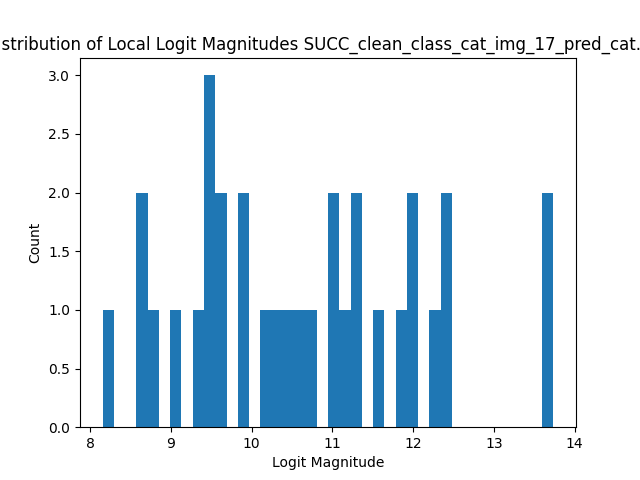 stribution of Local Logit Magnitudes SUCC_clean_class_cat_img_17_pred_cat.
3.0
2.5
2.0
1.5
1.0
0.5
0.0
Count
8 9 10 11 12 13 14
Logit Magnitude